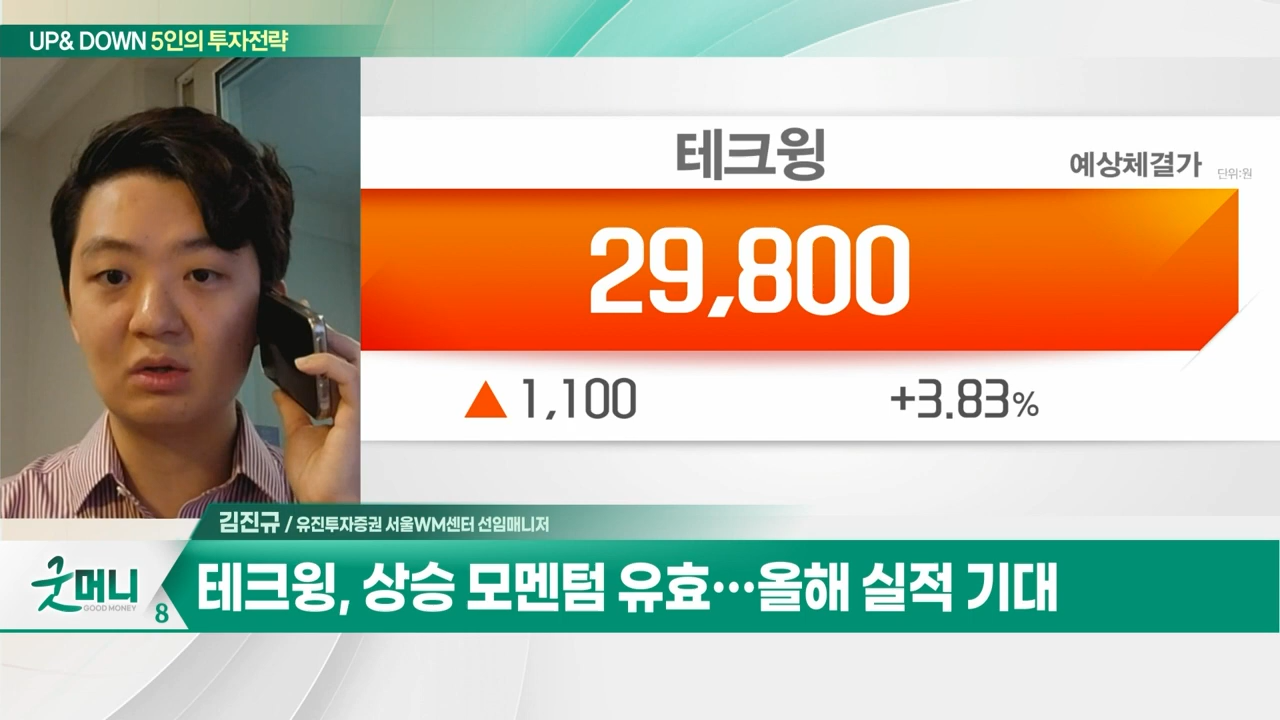 UP& DOWN 5인의 투자전략
테크윙
예상체결가 단위:원
29,800
▲ 1,100 +3.83%
김진규 / 유진투자증권 서울WM센터 선임매니저
굿머니
GOOD MONEY
8
테크윙, 상승 모멘텀 유효…올해 실적 기대